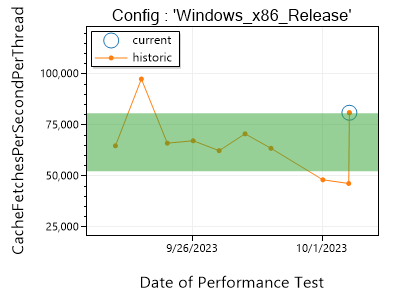 Config : 'Windows_x86_Release'
current
historic
CacheFetchesPerSecondPerThread
100,000
75,000
50,000
25,000
9/26/2023
10/1/2023
Date of Performance Test